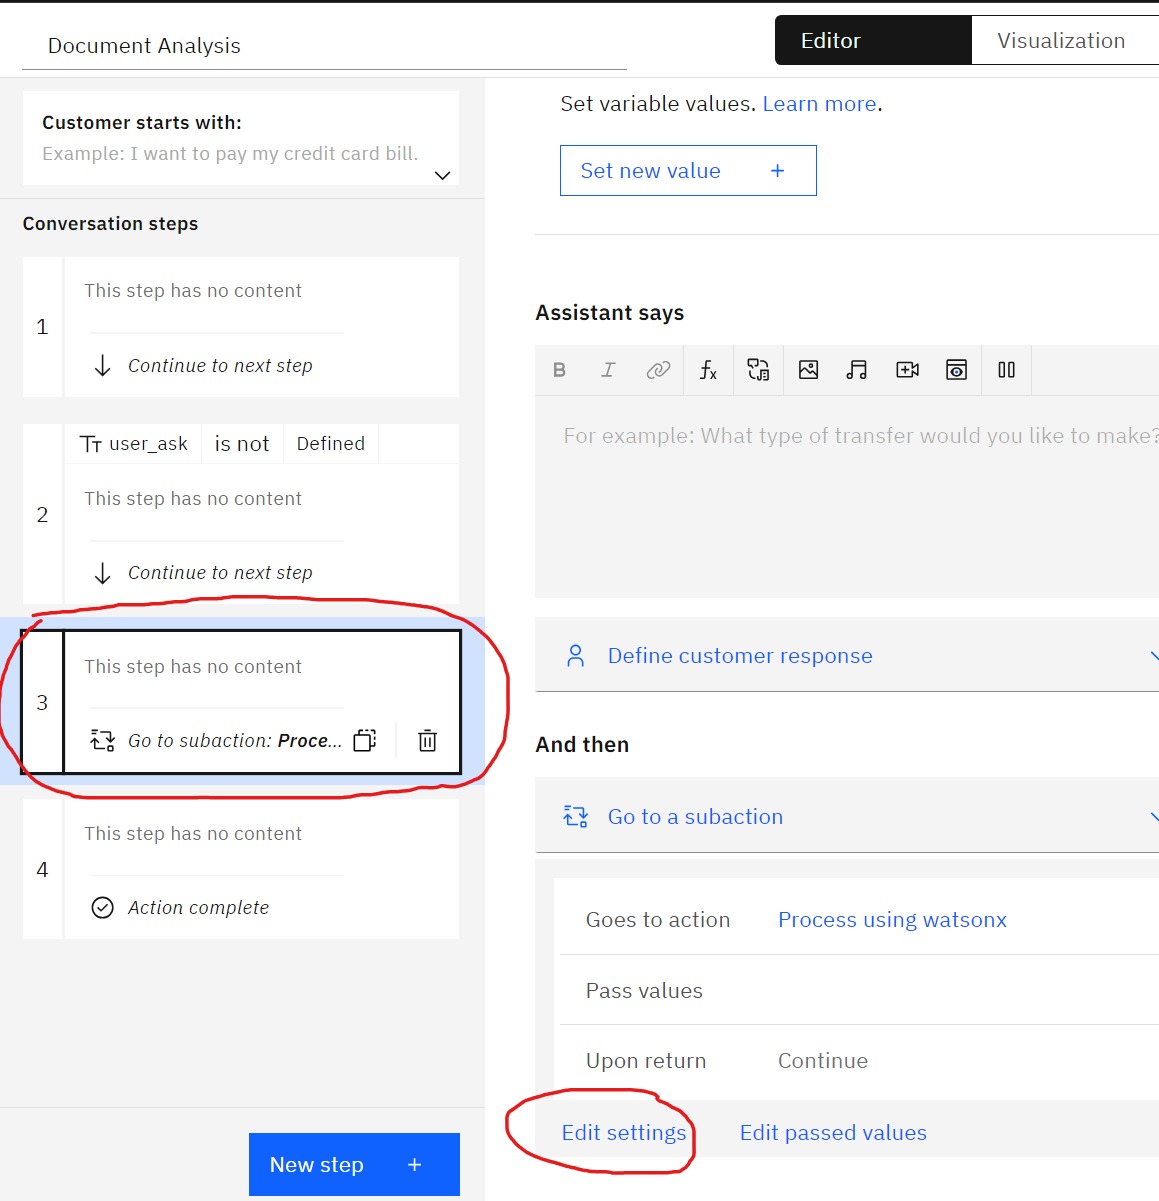 Document Analysis
Editor
Visualization
Customer starts with:
Example: I want to pay my credit card bill.
Conversation steps
1
This step has no content
Continue to next step
user_ask is not Defined
2
This step has no content
Continue to next step
3
This step has no content
Go to subaction: Proce...
4
This step has no content
Action complete
New step +
Set variable values. Learn more.
Set new value +
Assistant says
B I fx
For example: What type of transfer would you like to make?
Define customer response
And then
Go to a subaction
Goes to action Process using watsonx
Pass values
Upon return Continue
Edit settings Edit passed values